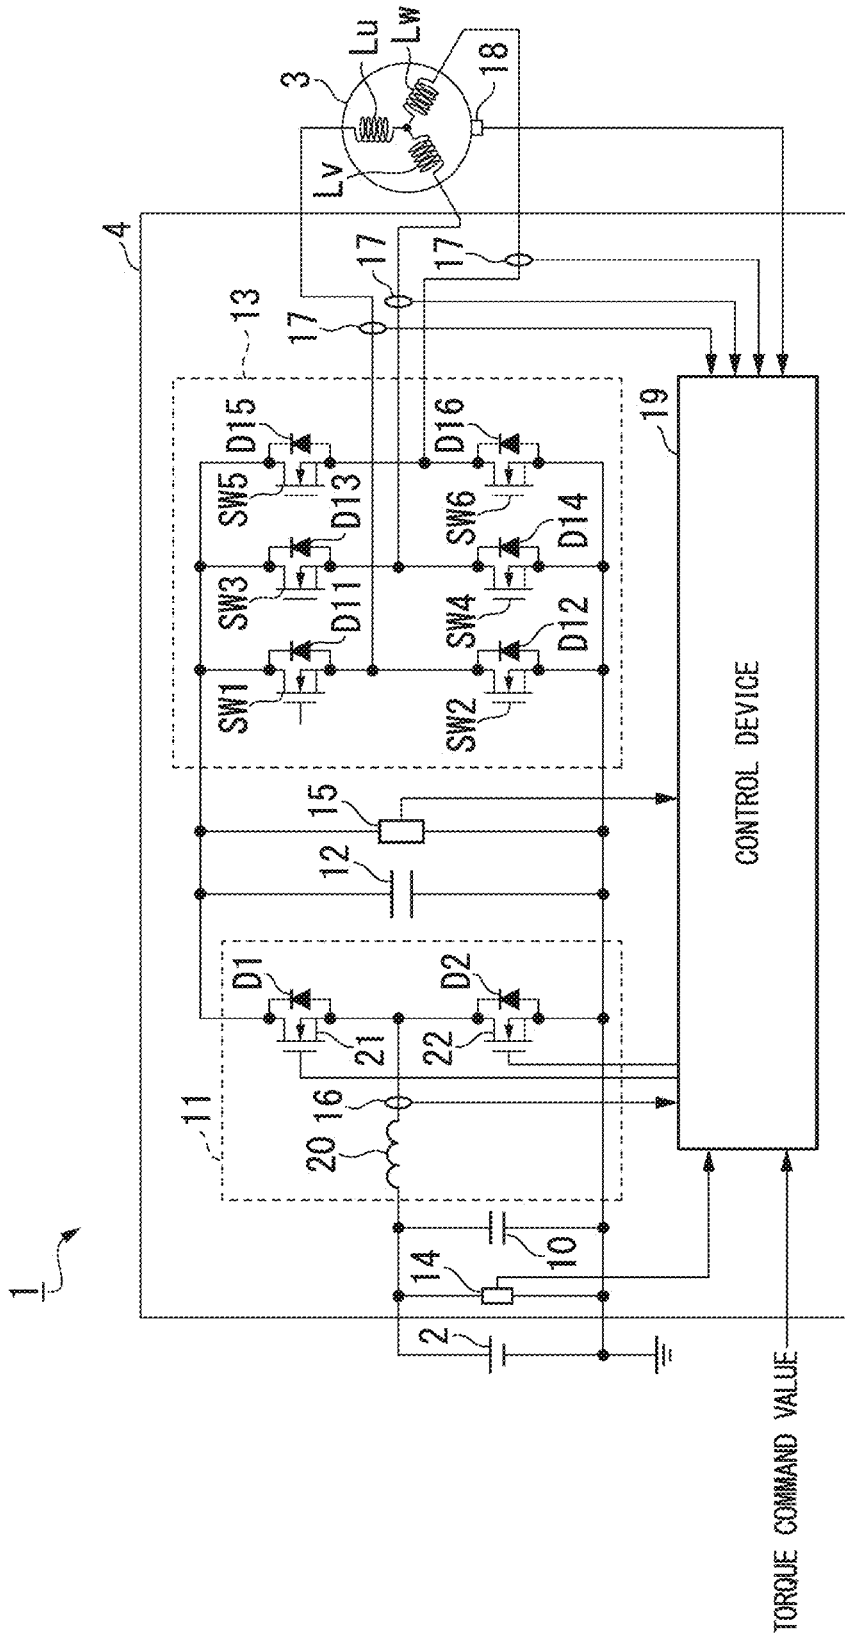 1
4
3
Lu
Lw
Lv
18
17
17
17
13
11
D1
D2
21
22
16
20
12
15
SW1
D11
SW3
D13
SW5
D15
SW2
D12
SW4
D14
SW6
D16
2
14
10
19
CONTROL DEVICE
TORQUE COMMAND VALUE